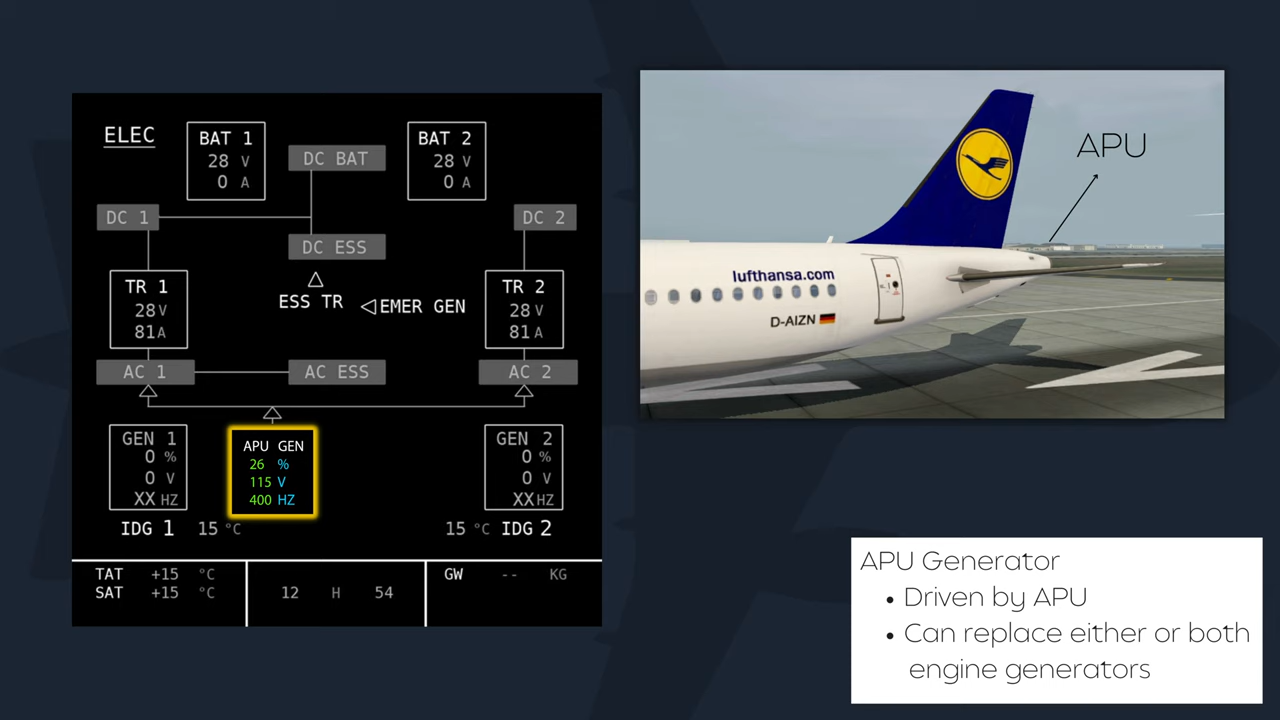 ELEC
BAT 1
28 V
0 A
DC BAT
BAT 2
28 V
0 A
DC 1
DC 2
DC ESS
TR 1
28 V
81 A
ESS TR
EMER GEN
TR 2
28 V
81 A
AC 1
AC ESS
AC 2
GEN 1
0 %
0 V
XX HZ
APU GEN
26 %
115 V
400 HZ
GEN 2
0 %
0 V
XX HZ
IDG 1 15 °C
15 °C IDG 2
TAT +15 °C
SAT +15 °C
12 H 54
GW -- KG
APU
lufthansa.com
D-AIZN
APU Generator
• Driven by APU
• Can replace either or both
engine generators